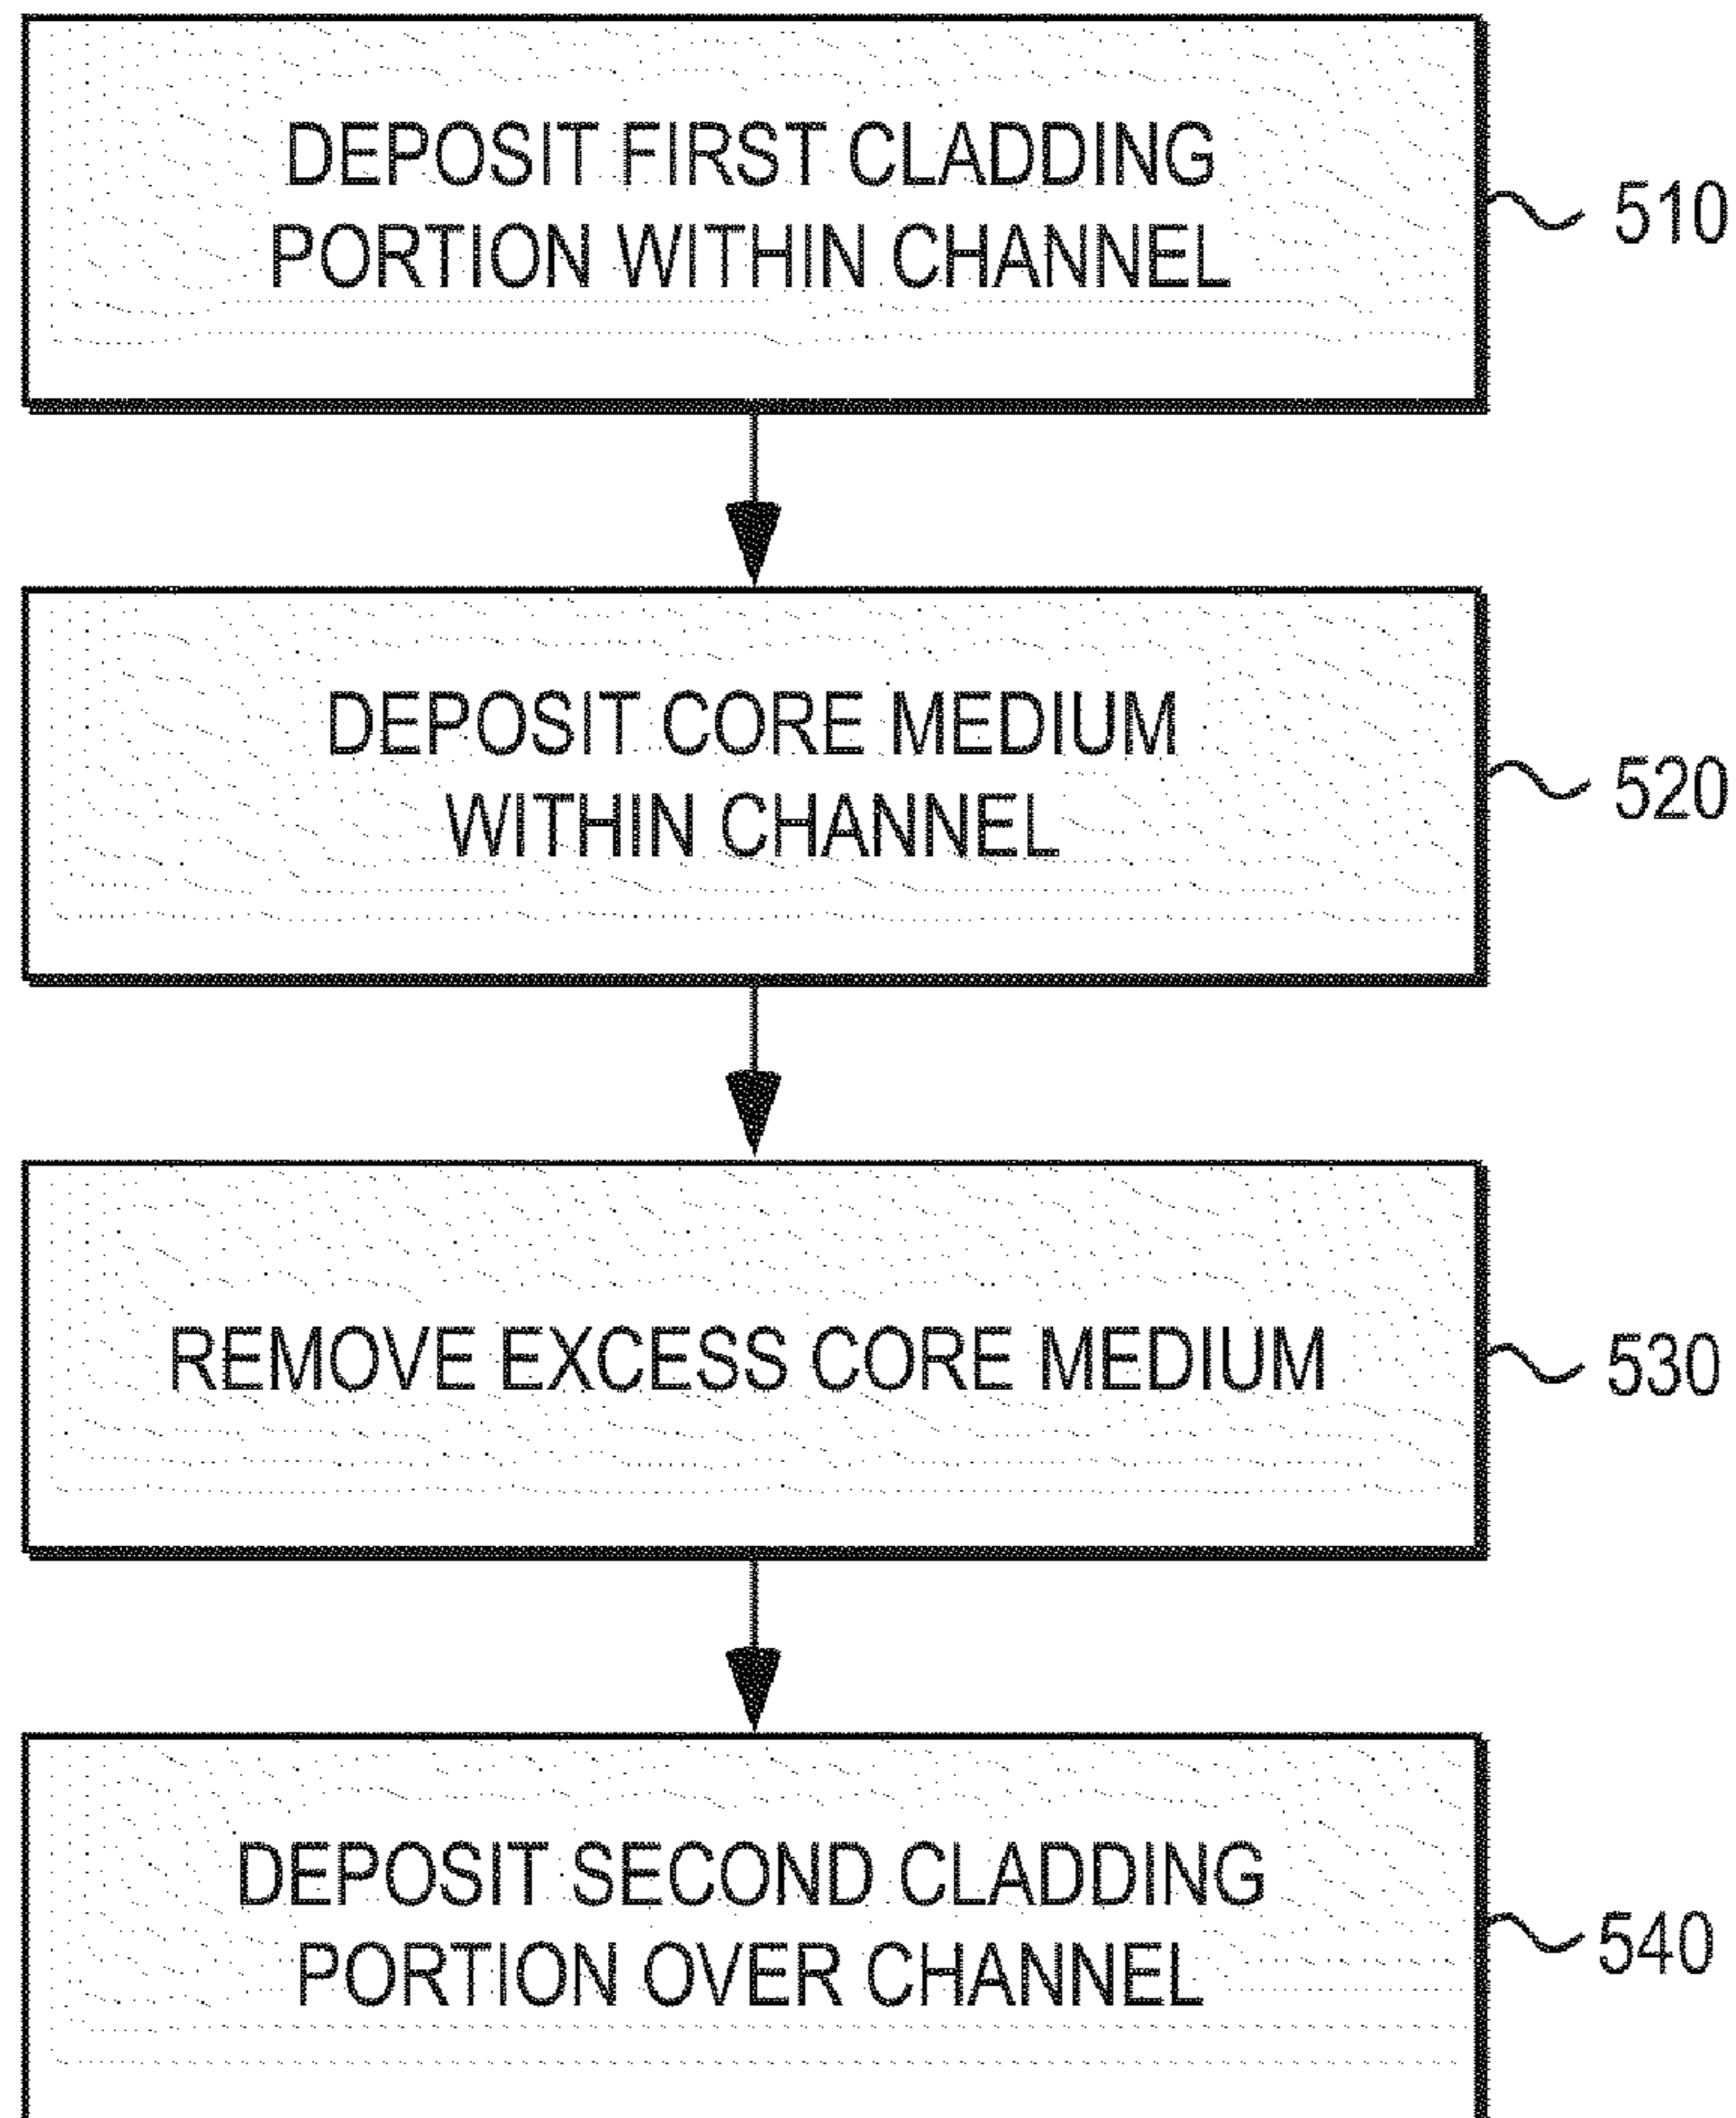 DEPOSIT FIRST CLADDING
PORTION WITHIN CHANNEL
510
DEPOSIT CORE MEDIUM
WITHIN CHANNEL
520
REMOVE EXCESS CORE MEDIUM
530
DEPOSIT SECOND CLADDING
PORTION OVER CHANNEL
540